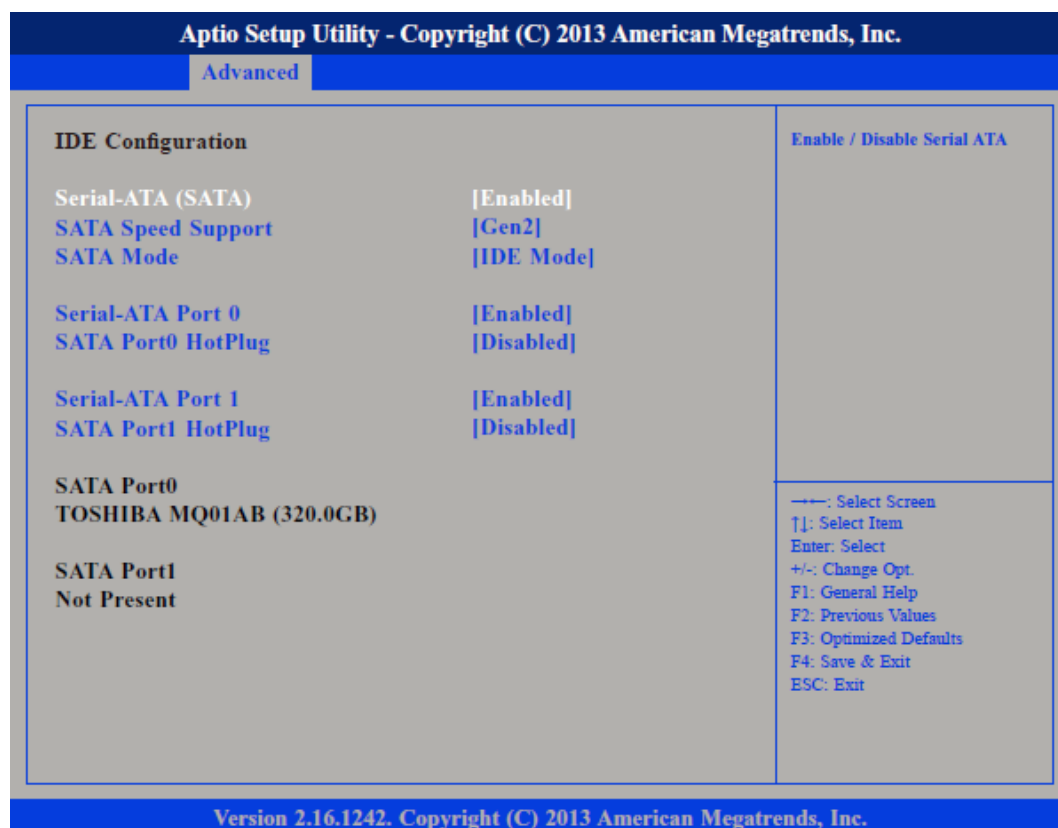 Aptio Setup Utility - Copyright (C) 2013 American Megatrends, Inc.
Advanced
IDE Configuration
Serial-ATA (SATA) [Enabled]
SATA Speed Support [Gen2]
SATA Mode [IDE Mode]
Serial-ATA Port 0 [Enabled]
SATA Port0 HotPlug [Disabled]
Serial-ATA Port 1 [Enabled]
SATA Port1 HotPlug [Disabled]
SATA Port0
TOSHIBA MQ01AB (320.0GB)
SATA Port1
Not Present
Enable / Disable Serial ATA
→←: Select Screen
↑↓: Select Item
Enter: Select
+/-: Change Opt.
F1: General Help
F2: Previous Values
F3: Optimized Defaults
F4: Save & Exit
ESC: Exit
Version 2.16.1242. Copyright (C) 2013 American Megatrends, Inc.